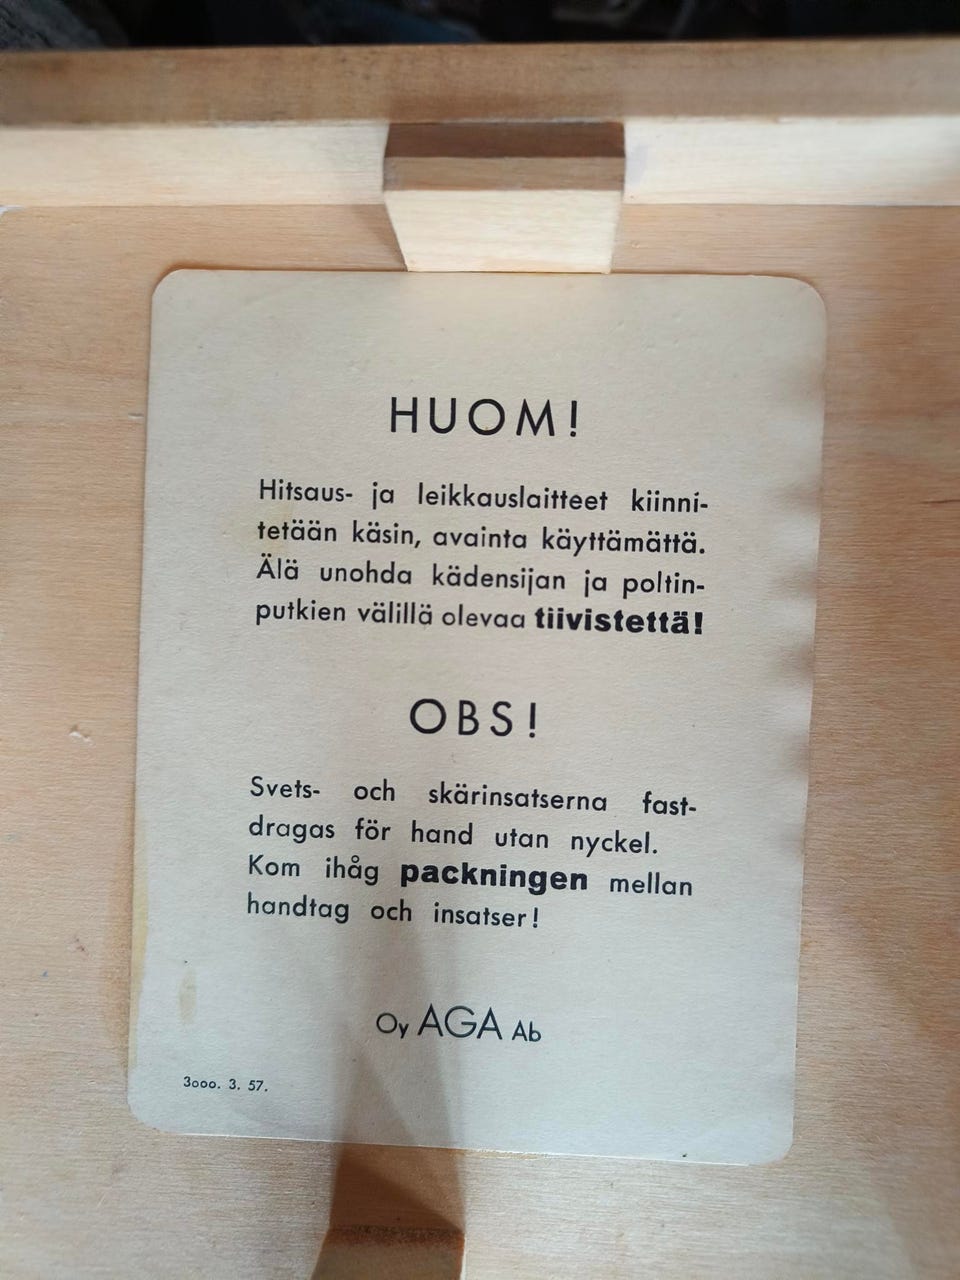 HUOM!
Hitsaus- ja leikkauslaitteet kiinni-
tetään käsin, avainta käyttämättä.
Älä unohda kädensijan ja poltin-
putkien välillä olevaa tiivistettä!
OBS!
Svets- och skärinsatserna fast-
dragas för hand utan nyckel.
Kom ihåg packningen mellan
handtag och insatser!
Oy AGA Ab
3000. 3. 57.